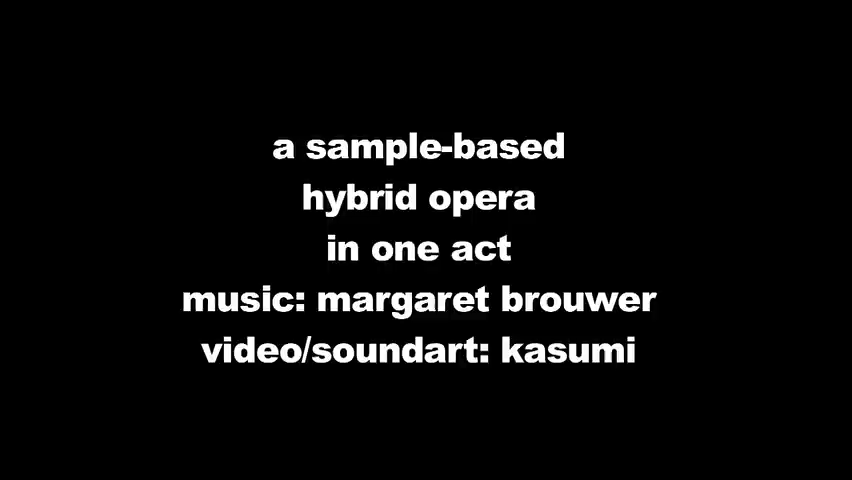 a sample-based
hybrid opera
in one act
music: margaret brouwer
video/soundart: kasumi